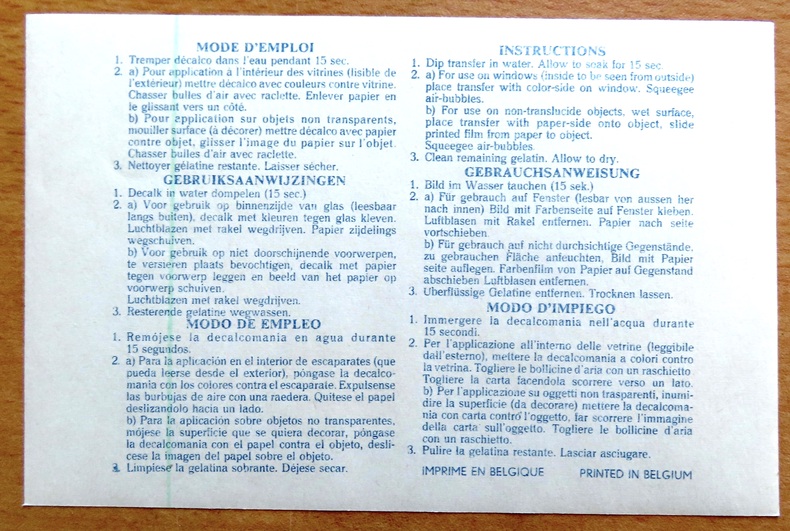 MODE D'EMPLOI
1. Tremper décalco dans l'eau pendant 15 sec.
2. a) Pour application à l'intérieur des vitrines (lisible de
l'extérieur) mettre décalco avec couleurs contre vitrine.
Chasser bulles d'air avec raclette. Enlever papier en
le glissant vers un côté.
b) Pour application sur objets non transparents,
mouiller surface (à décorer) mettre décalco avec papier
contre objet, glisser l'image du papier sur l'objet.
Chasser bulles d'air avec raclette.
3. Nettoyer gélatine restante. Laisser sécher.
GEBRUIKSAANWIJZINGEN
1. Decalk in water dompelen (15 sec.)
2. a) Voor gebruik op binnenzijde van glas (leesbaar
langs buiten), decalk met kleuren tegen glas kleven.
Luchtblazen met rakel wegdrijven. Papier zijdelings
wegschuiven.
b) Voor gebruik op niet doorschijnende voorwerpen,
te versieren plaats bevochtigen, decalk met papier
tegen voorwerp leggen en beeld van het papier op
voorwerp schuiven.
Luchtblazen met rakel wegdrijven.
3. Resterende gelatine wegwassen.
MODO DE EMPLEO
1. Remójese la decalcomania en agua durante
15 segundos.
2. a) Para la aplicación en el interior de escaparates (que
pueda leerse desde el exterior), póngase la decalco-
mania con los colores contra el escaparate. Expulsense
las burbujas de aire con una raedera. Quitese el papel
deslizandolo hacia un lado.
b) Para la aplicación sobre objetos no transparentes,
mójese la superficie que se quiera decorar, póngase
la decalcomania con el papel contra el objeto, desli-
cese la imagen del papel sobre el objeto.
3. Limpiese la gelatina sobrante. Déjese secar.
INSTRUCTIONS
1. Dip transfer in water. Allow to soak for 15 sec.
2. a) For use on windows (inside to be seen from outside)
place transfer with color-side on window. Squeegee
air-bubbles.
b) For use on non-translucide objects, wet surface,
place transfer with paper-side onto object, slide
printed film from paper to object.
Squeegee air-bubbles.
3. Clean remaining gelatin. Allow to dry.
GEBRAUCHSANWEISUNG
1. Bild im Wasser tauchen (15 sek.)
2. a) Für gebrauch auf Fenster (lesbar von aussen her
nach innen) Bild mit Farbenseite auf Fenster kleben.
Luftblasen mit Rakel entfernen. Papier nach seite
vortschieben.
b) Für gebrauch auf nicht durchsichtige Gegenstände,
zu gebrauchen Fläche anfeuchten, Bild mit Papier
seite auflegen. Farbenfilm von Papier auf Gegenstand
abschieben Luftblasen entfernen.
3. Uberflüssige Gelatine entfernen. Trocknen lassen.
MODO D'IMPIEGO
1. Immergere la decalcomania nell'acqua durante
15 secondi.
2. Per l'applicazione all'interno delle vetrine (leggibile
dall'esterno), mettere la decalcomania a colori contro
la vetrina. Togliere le bollicine d'aria con un raschietto
Togliere la carta facendola scorrere verso un lato.
b) Per l'applicazione su oggetti non trasparenti, inumi-
dire la superficie (da decorare) mettere la decalcoma-
nia con carta contro l'oggetto, far scorrere l'immagine
della carta sull'oggetto. Togliere le bollicine d'aria
con un raschietto.
3. Pulire la gelatina restante. Lasciar asciugare.
IMPRIME EN BELGIQUE PRINTED IN BELGIUM